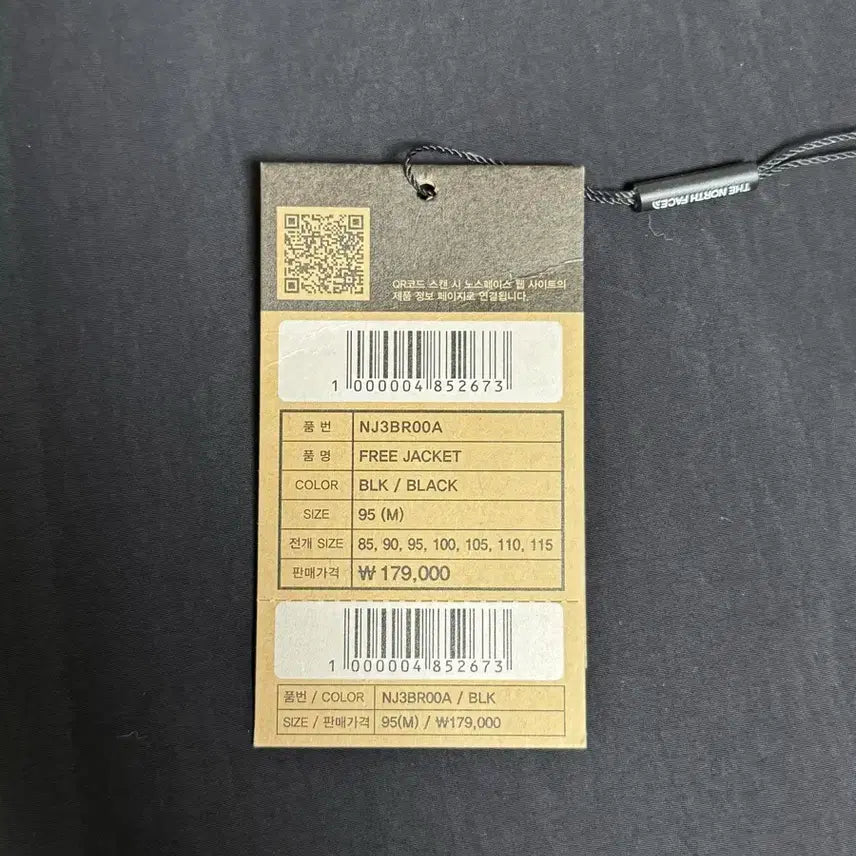 THE NORTH FACE
QR코드 스캔 시 노스페이스 웹 사이트의
제품 정보 페이지로 연결됩니다.
1 000004 852673
품 번 NJ3BR00A
품 명 FREE JACKET
COLOR BLK / BLACK
SIZE 95 (M)
전개 SIZE 85, 90, 95, 100, 105, 110, 115
판매가격 ₩ 179,000
1 000004 852673
품번 / COLOR NJ3BR00A / BLK
SIZE / 판매가격 95(M) / ₩179,000